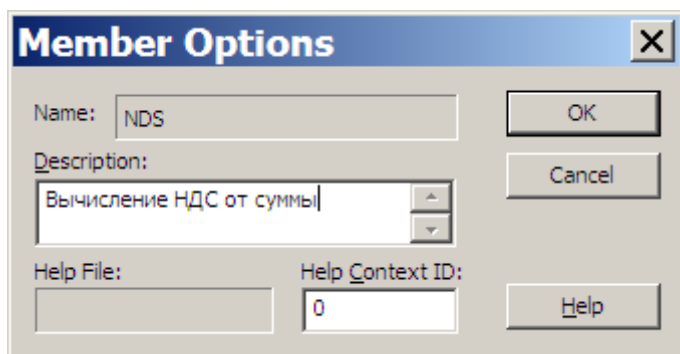 Member Options
Name: NDS
OK
Description:
Cancel
Вычисление НДС от суммы
Help File:
Help Context ID:
0
Help